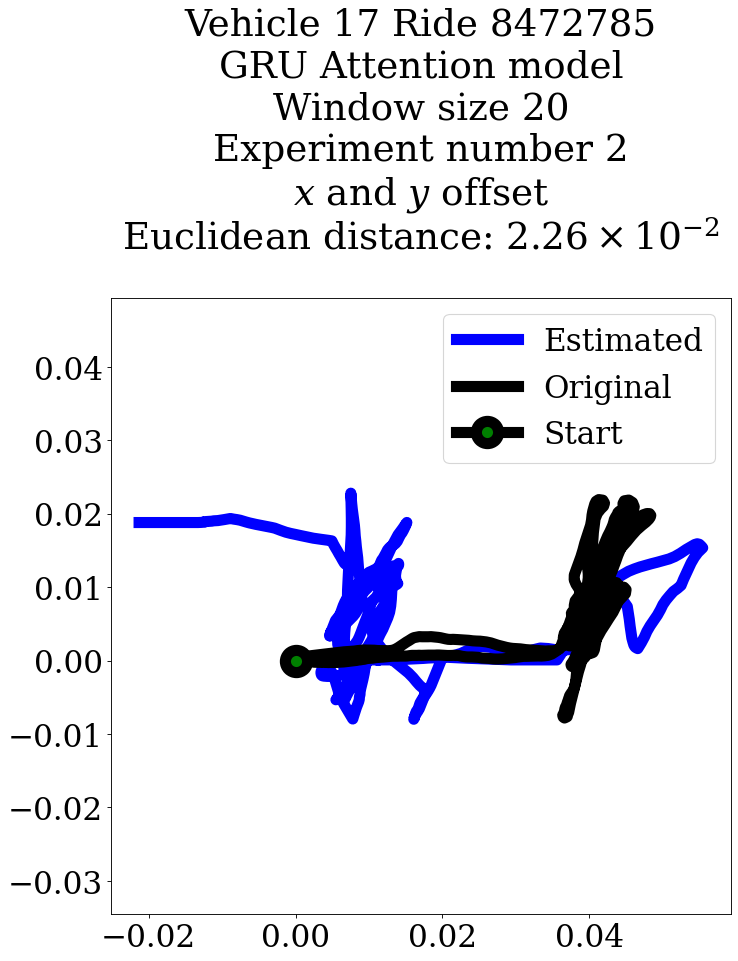 Vehicle 17 Ride 8472785
GRU Attention model
Window size 20
Experiment number 2
x and y offset
Euclidean distance: 2.26 × 10⁻²
Estimated
Original
Start
0.04
0.03
0.02
0.01
0.00
−0.01
−0.02
−0.03
−0.02 0.00 0.02 0.04